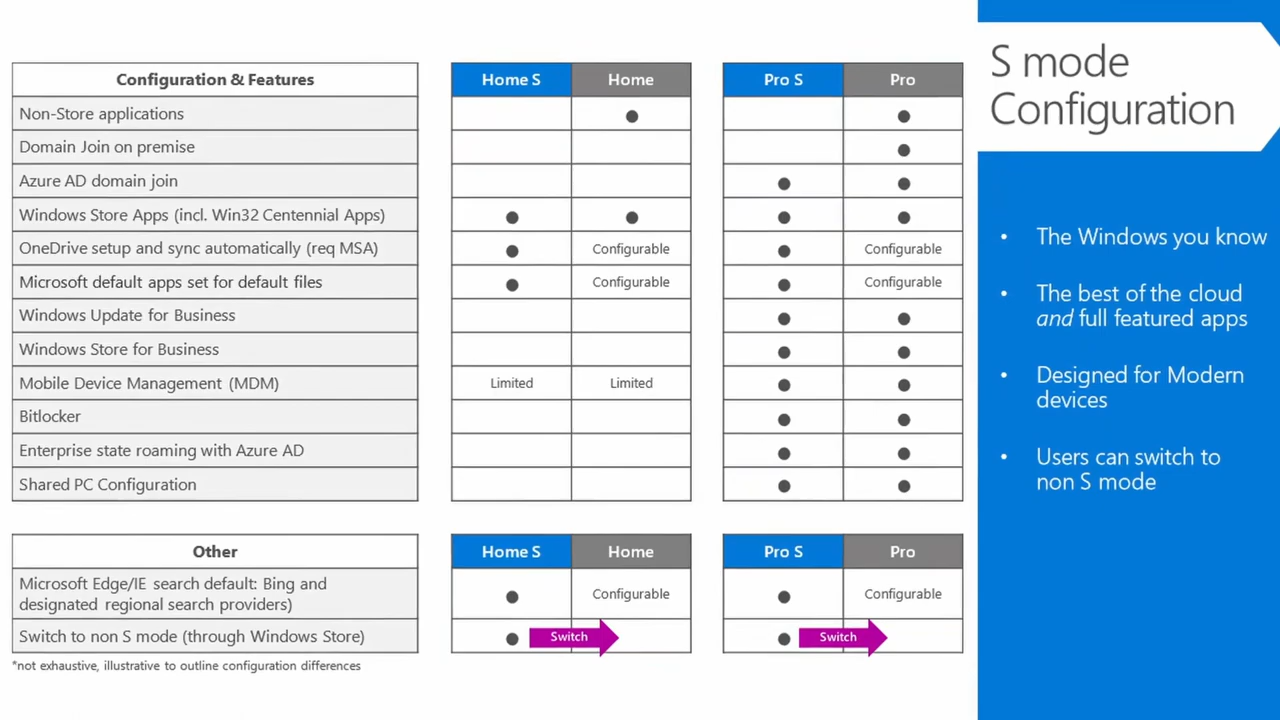 S mode
Configuration
Configuration & Features Home S Home Pro S Pro
Non-Store applications
Domain Join on premise
Azure AD domain join
Windows Store Apps (incl. Win32 Centennial Apps)
OneDrive setup and sync automatically (req MSA) Configurable Configurable
Microsoft default apps set for default files Configurable Configurable
Windows Update for Business
Windows Store for Business
Mobile Device Management (MDM) Limited Limited
Bitlocker
Enterprise state roaming with Azure AD
Shared PC Configuration
Other Home S Home Pro S Pro
Microsoft Edge/IE search default: Bing and
designated regional search providers) Configurable Configurable
Switch to non S mode (through Windows Store) Switch Switch
*not exhaustive, illustrative to outline configuration differences
• The Windows you know
• The best of the cloud
and full featured apps
• Designed for Modern
devices
• Users can switch to
non S mode